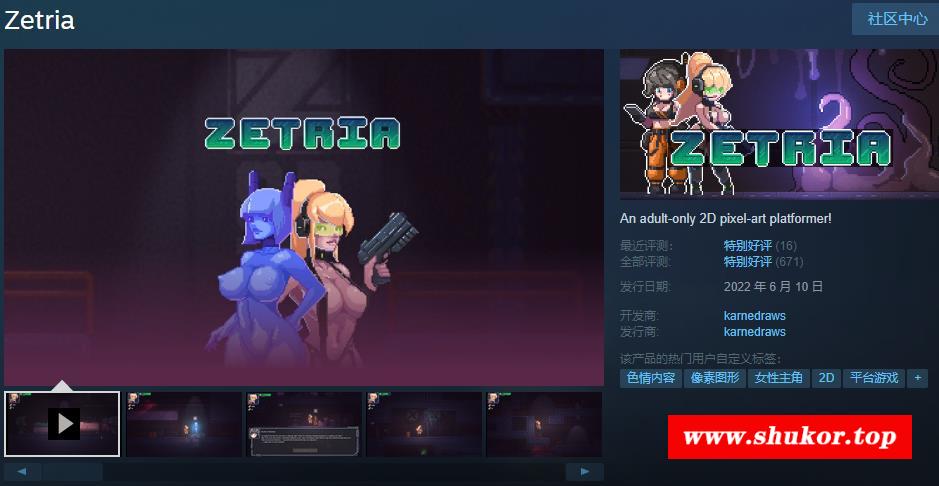 Zetria
社区中心
ZETRIA
ZETRIA
An adult-only 2D pixel-art platformer!
最近评测: 特别好评 (16)
全部评测: 特别好评 (671)
发行日期: 2022 年 6 月 10 日
开发商: karnedraws
发行商: karnedraws
该产品的热门用户自定义标签:
色情内容 像素图形 女性主角 2D 平台游戏 +
www.shukor.top